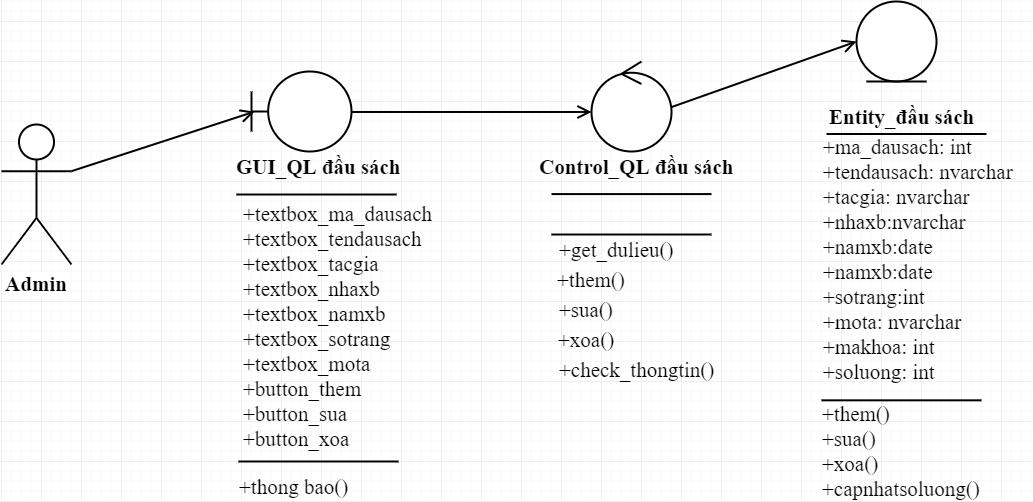 Admin
GUI_QL đầu sách
+textbox_ma_dausach
+textbox_tendausach
+textbox_tacgia
+textbox_nhaxb
+textbox_namxb
+textbox_sotrang
+textbox_mota
+button_them
+button_sua
+button_xoa
+thong bao()
Control_QL đầu sách
+get_dulieu()
+them()
+sua()
+xoa()
+check_thongtin()
Entity_đầu sách
+ma_dausach: int
+tendausach: nvarchar
+tacgia: nvarchar
+nhaxb:nvarchar
+namxb:date
+namxb:date
+sotrang:int
+mota: nvarchar
+makhoa: int
+soluong: int
+them()
+sua()
+xoa()
+capnhatsoluong()